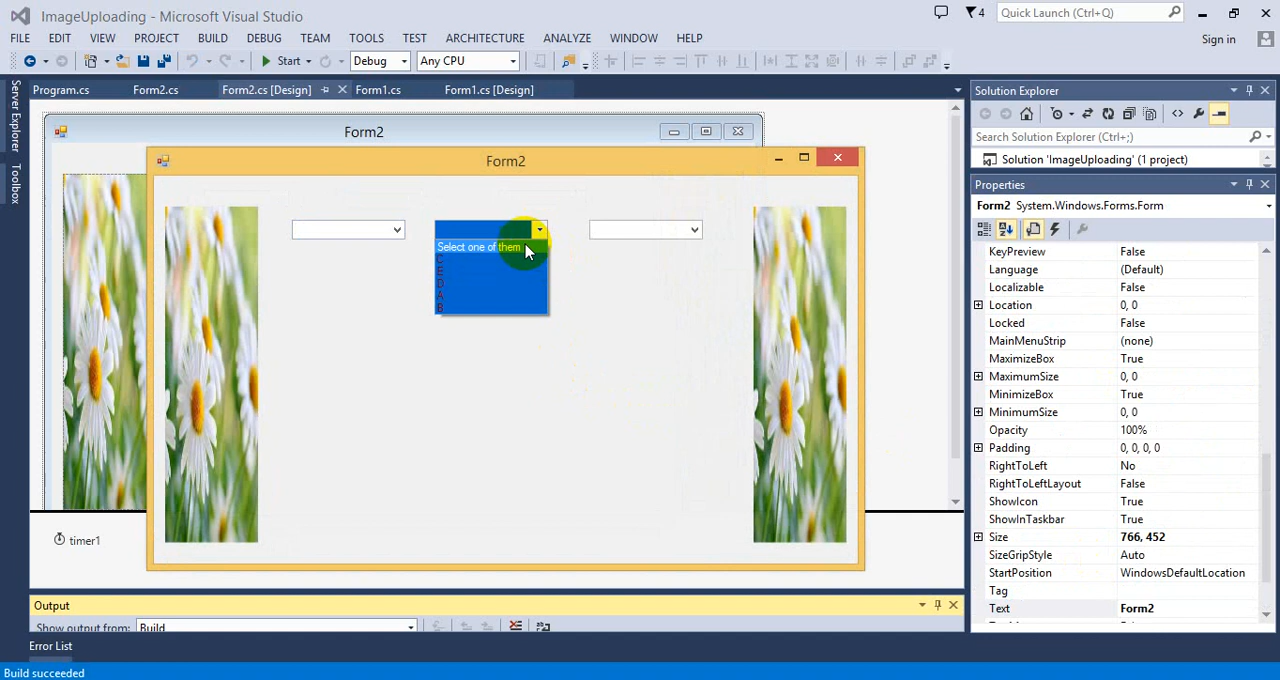 ImageUploading - Microsoft Visual Studio
4
Quick Launch (Ctrl+Q)
FILE EDIT VIEW PROJECT BUILD DEBUG TEAM TOOLS TEST ARCHITECTURE ANALYZE WINDOW HELP
Sign in
Start Debug Any CPU
Server Explorer
Toolbox
Program.cs Form2.cs Form2.cs [Design] Form1.cs Form1.cs [Design]
Form2
Form2
Select one of them
C
E
D
A
B
timer1
Output
Show output from: Build
Error List
Build succeeded
Solution Explorer
Search Solution Explorer (Ctrl+;)
Solution 'ImageUploading' (1 project)
Properties
Form2 System.Windows.Forms.Form
KeyPreview False
Language (Default)
Localizable False
Location 0, 0
Locked False
MainMenuStrip (none)
MaximizeBox True
MaximumSize 0, 0
MinimizeBox True
MinimumSize 0, 0
Opacity 100%
Padding 0, 0, 0, 0
RightToLeft No
RightToLeftLayout False
ShowIcon True
ShowInTaskbar True
Size 766, 452
SizeGripStyle Auto
StartPosition WindowsDefaultLocation
Tag
Text Form2